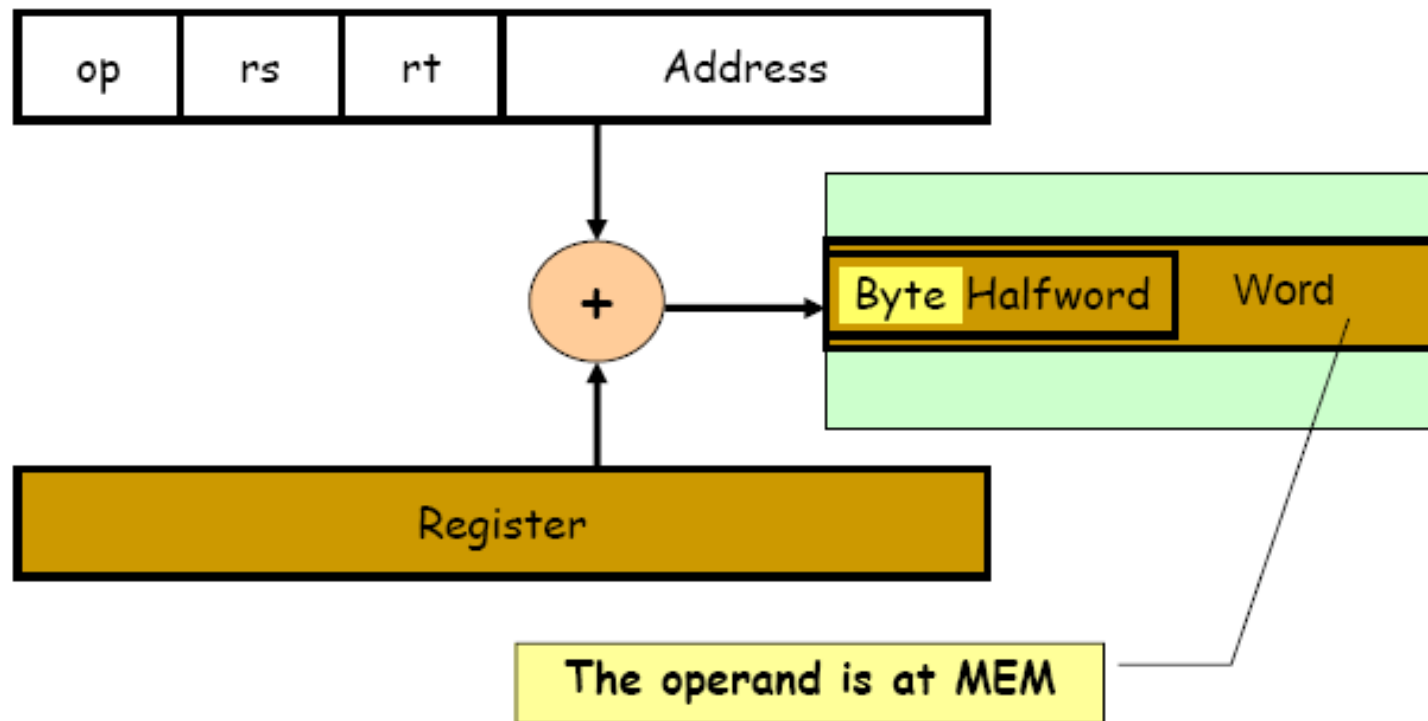 op rs rt Address
+
Byte Halfword Word
Register
The operand is at MEM